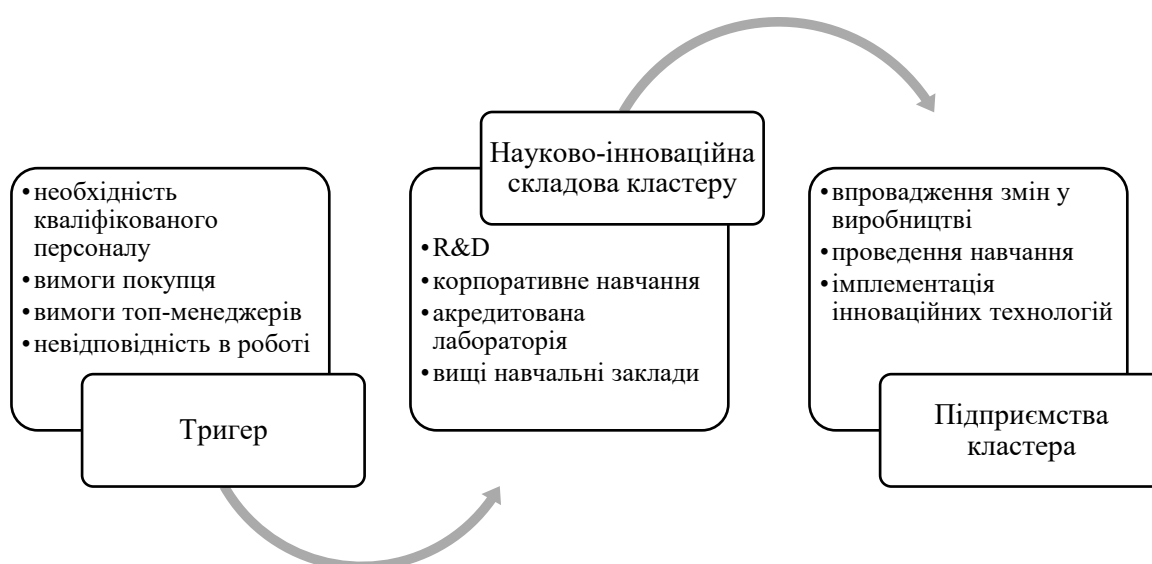 •необхідність
кваліфікованого
персоналу
•вимоги покупця
•вимоги топ-менеджерів
•невідповідність в роботі
Тригер
Науково-інноваційна
складова кластеру
•R&D
•корпоративне навчання
•акредитована
лабораторія
•вищі навчальні заклади
•впровадження змін у
виробництві
•проведення навчання
•імплементація
інноваційних технологій
Підприємства
кластера